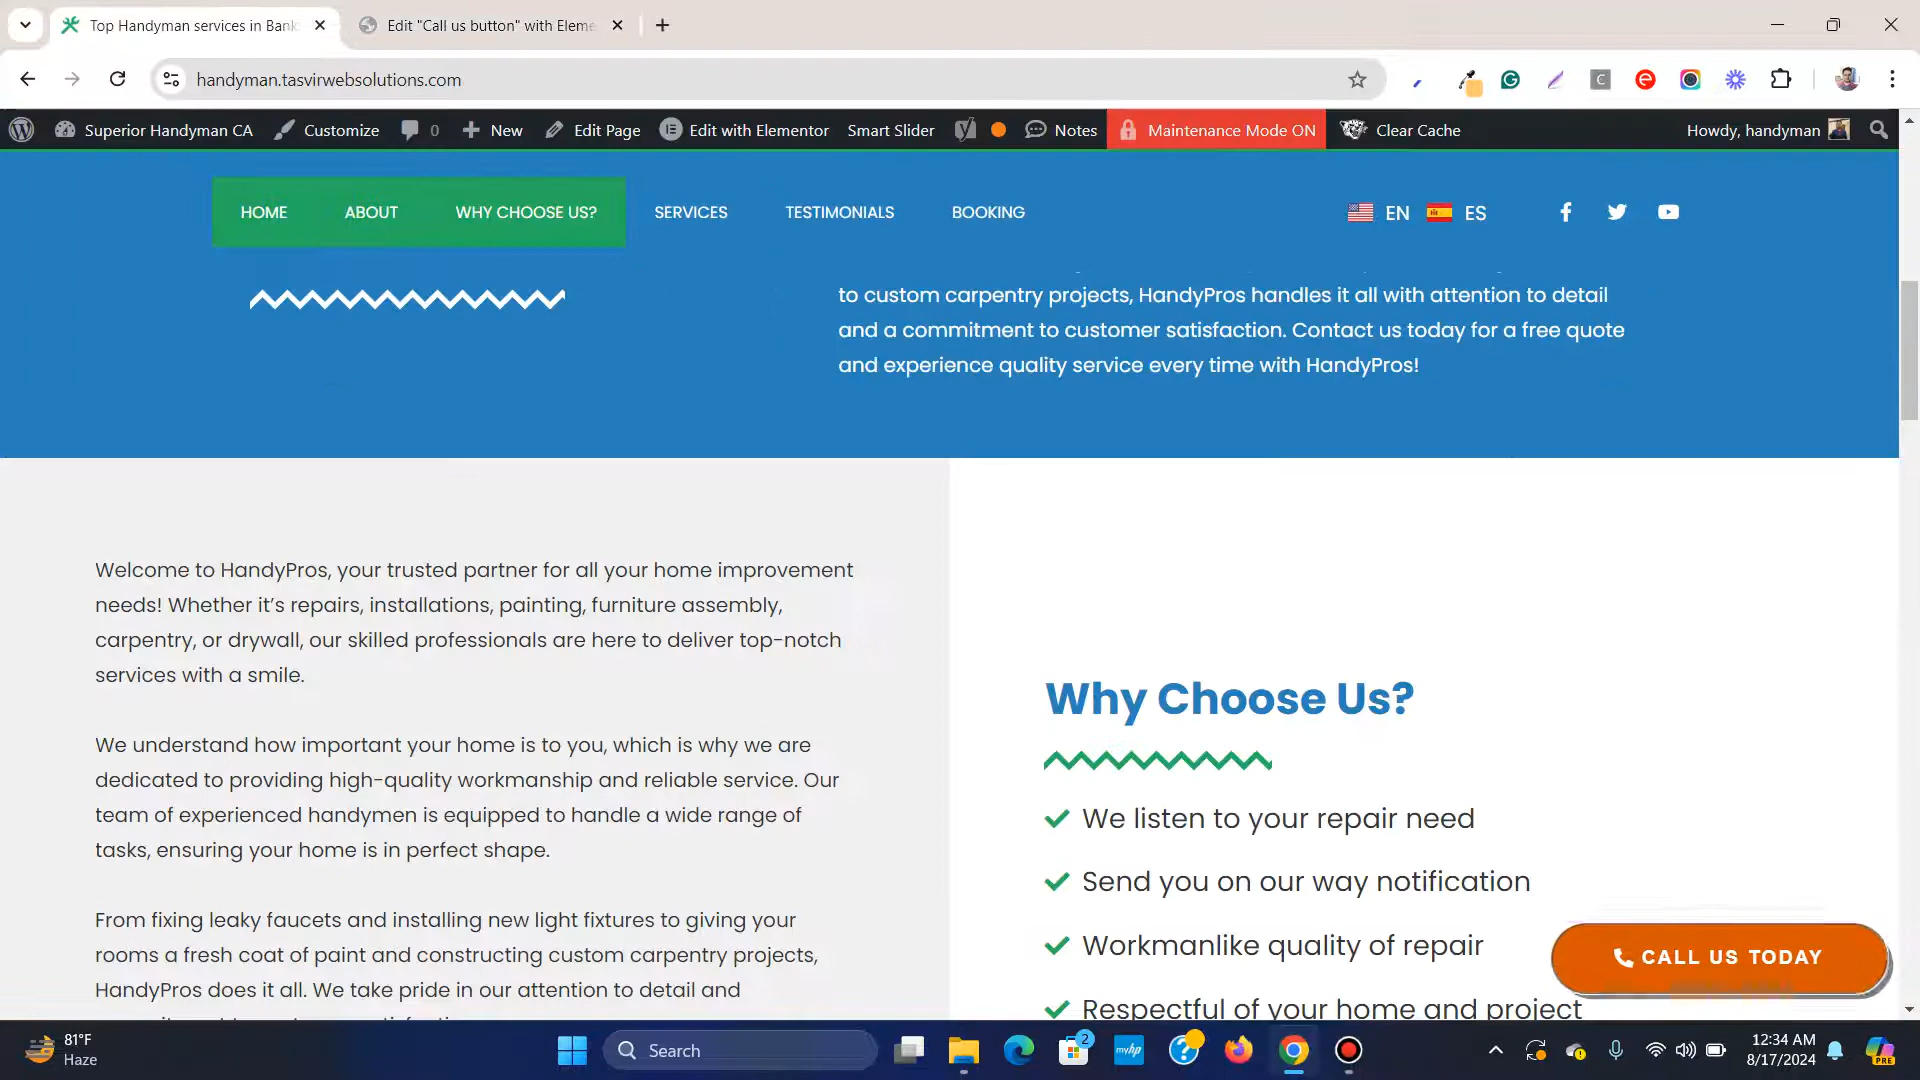 Top Handyman services in Bank
Edit "Call us button" with Eleme
handyman.tasvirwebsolutions.com
Superior Handyman CA
Customize
0
New
Edit Page
Edit with Elementor
Smart Slider
Notes
Maintenance Mode ON
Clear Cache
Howdy, handyman
HOME
ABOUT
WHY CHOOSE US?
SERVICES
TESTIMONIALS
BOOKING
EN
ES
to custom carpentry projects, HandyPros handles it all with attention to detail
and a commitment to customer satisfaction. Contact us today for a free quote
and experience quality service every time with HandyPros!
Welcome to HandyPros, your trusted partner for all your home improvement
needs! Whether it’s repairs, installations, painting, furniture assembly,
carpentry, or drywall, our skilled professionals are here to deliver top-notch
services with a smile.
We understand how important your home is to you, which is why we are
dedicated to providing high-quality workmanship and reliable service. Our
team of experienced handymen is equipped to handle a wide range of
tasks, ensuring your home is in perfect shape.
From fixing leaky faucets and installing new light fixtures to giving your
rooms a fresh coat of paint and constructing custom carpentry projects,
HandyPros does it all. We take pride in our attention to detail and
Why Choose Us?
We listen to your repair need
Send you on our way notification
Workmanlike quality of repair
Respectful of your home and project
CALL US TODAY
81°F
Haze
Search
2
myhp
12:34 AM
8/17/2024
PRE